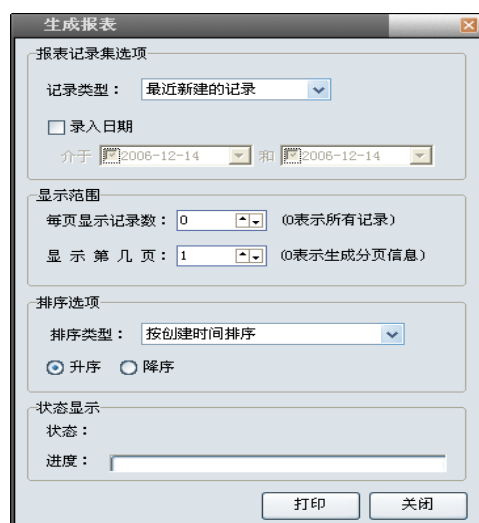 生成报表
报表记录集选项
记录类型： 最近新建的记录
录入日期
介于 2006-12-14 和 2006-12-14
显示范围
每页显示记录数： 0 （0表示所有记录）
显 示 第 几 页： 1 （0表示生成分页信息）
排序选项
排序类型： 按创建时间排序
升序 降序
状态显示
状态：
进度：
打印 关闭